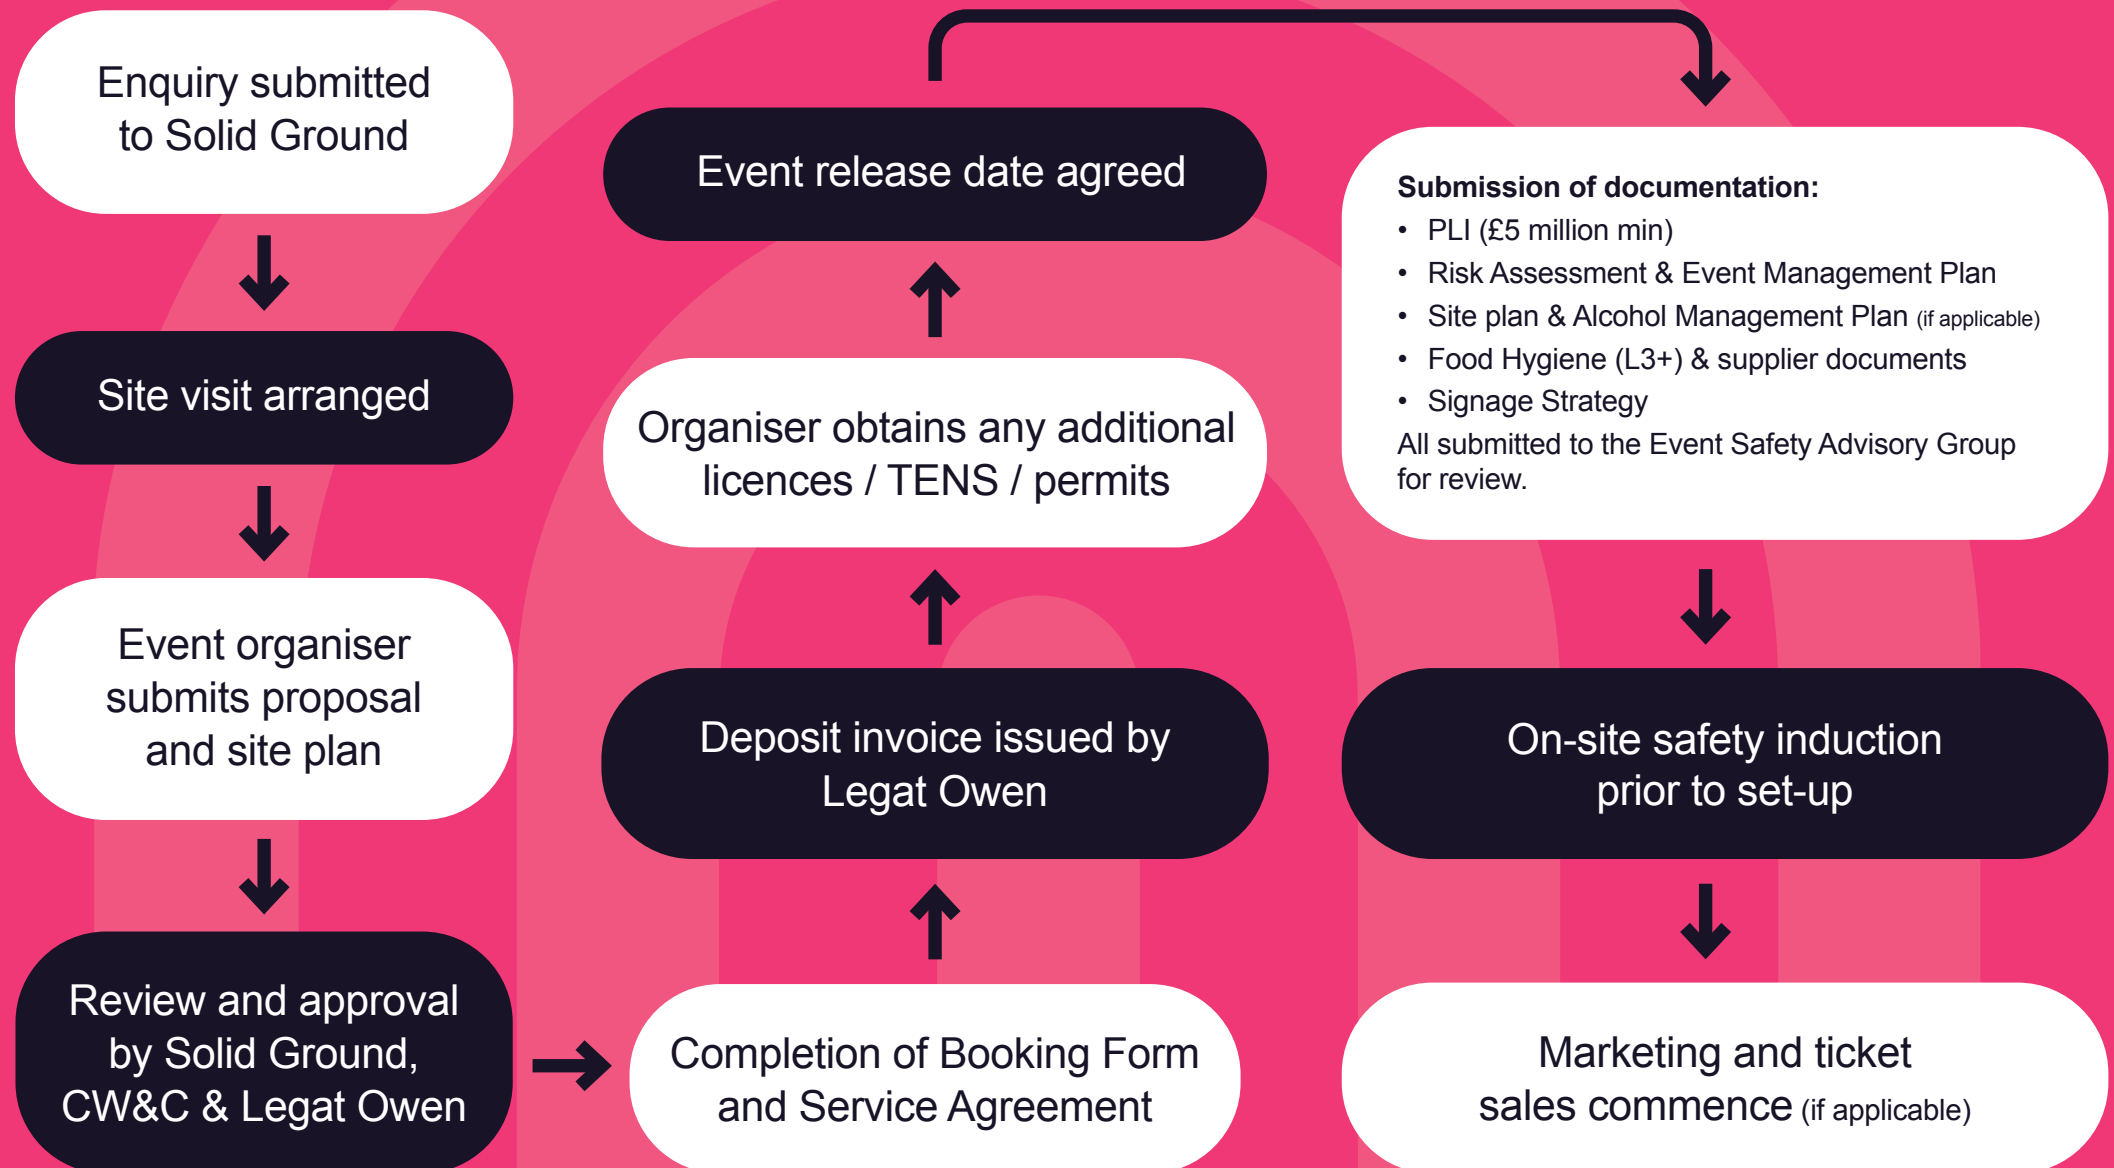 Enquiry submitted
to Solid Ground
Site visit arranged
Event organiser
submits proposal
and site plan
Review and approval
by Solid Ground,
CW&C & Legat Owen
Completion of Booking Form
and Service Agreement
Deposit invoice issued by
Legat Owen
Organiser obtains any additional
licences / TENS / permits
Event release date agreed
Submission of documentation:
• PLI (£5 million min)
• Risk Assessment & Event Management Plan
• Site plan & Alcohol Management Plan (if applicable)
• Food Hygiene (L3+) & supplier documents
• Signage Strategy
All submitted to the Event Safety Advisory Group
for review.
On-site safety induction
prior to set-up
Marketing and ticket
sales commence (if applicable)